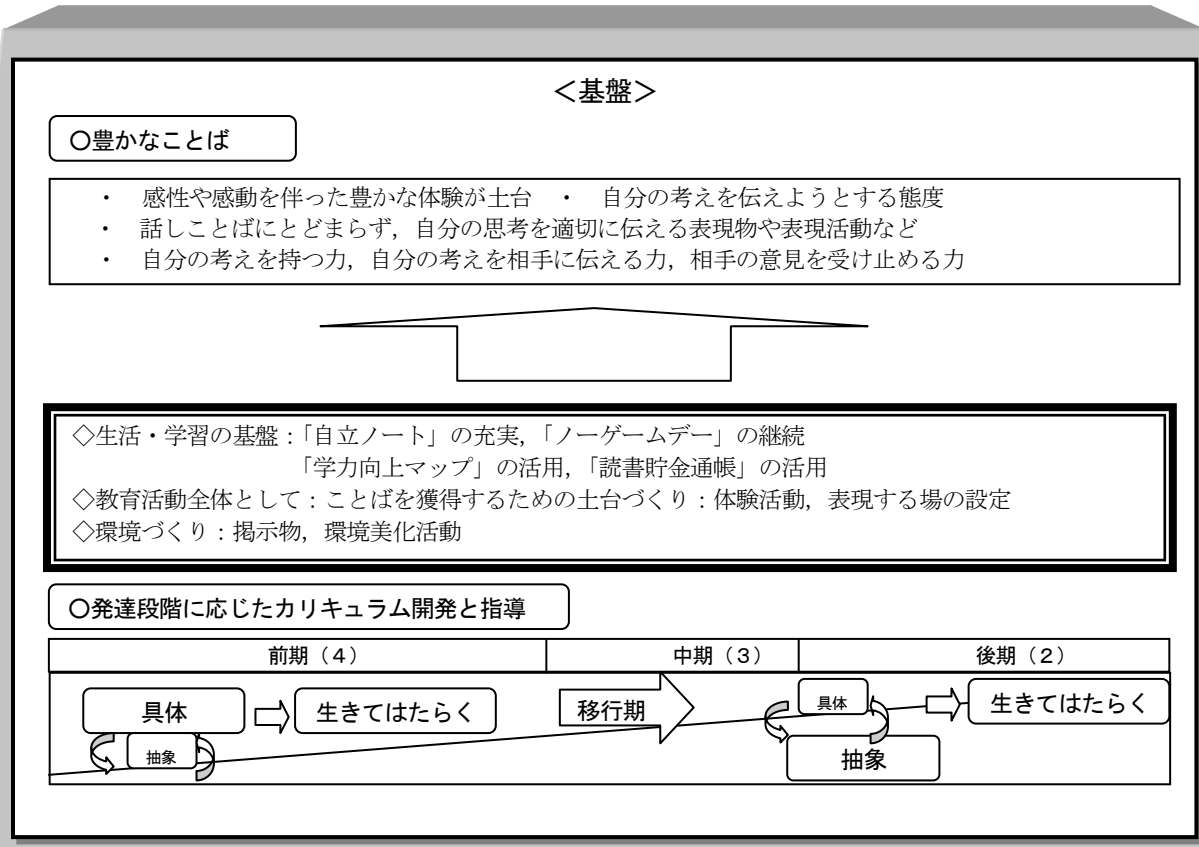 ＜基盤＞
○豊かなことば
・　感性や感動を伴った豊かな体験が土台　・　自分の考えを伝えようとする態度
・　話しことばにとどまらず，自分の思考を適切に伝える表現物や表現活動など
・　自分の考えを持つ力，自分の考えを相手に伝える力，相手の意見を受け止める力
◇生活・学習の基盤：「自立ノート」の充実，「ノーゲームデー」の継続
「学力向上マップ」の活用，「読書貯金通帳」の活用
◇教育活動全体として：ことばを獲得するための土台づくり：体験活動，表現する場の設定
◇環境づくり：掲示物，環境美化活動
○発達段階に応じたカリキュラム開発と指導
前期（４）　中期（３）　後期（２）
具体　生きてはたらく　移行期　具体　生きてはたらく
抽象　抽象